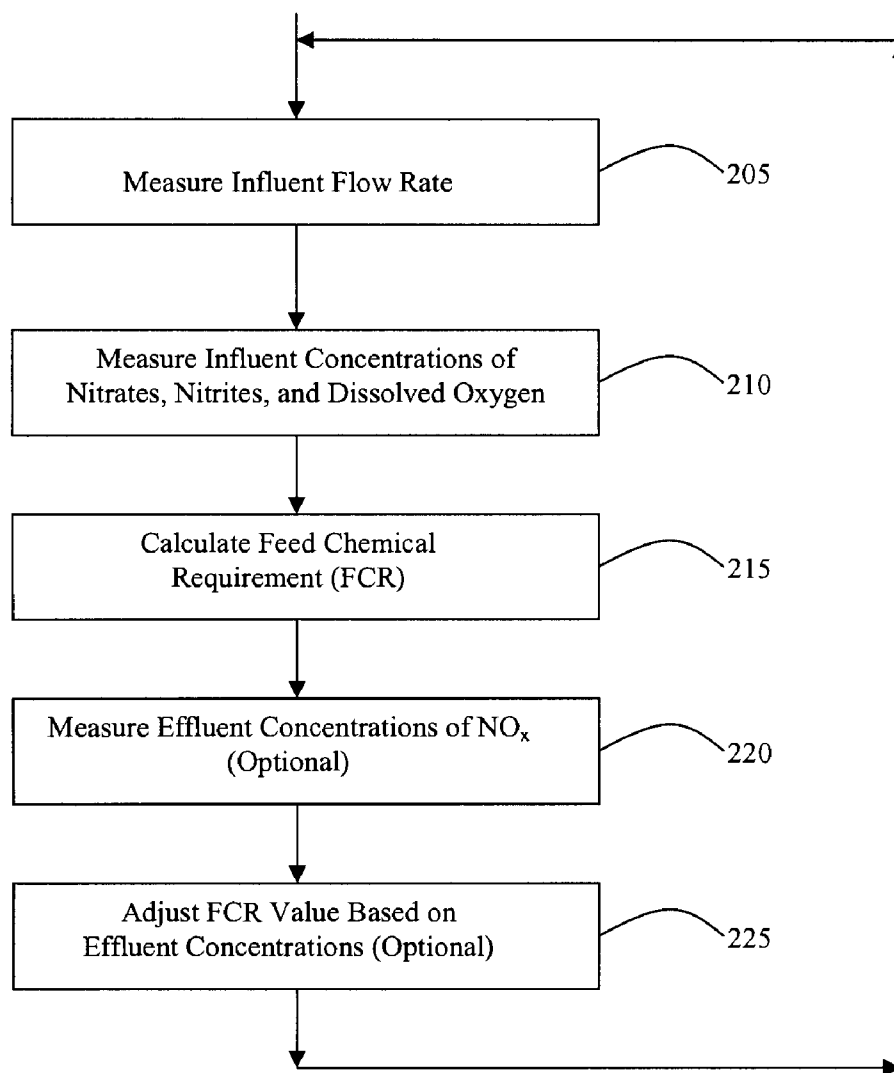 Measure Influent Flow Rate
205
Measure Influent Concentrations of
Nitrates, Nitrites, and Dissolved Oxygen
210
Calculate Feed Chemical
Requirement (FCR)
215
Measure Effluent Concentrations of NOₓ
(Optional)
220
Adjust FCR Value Based on
Effluent Concentrations (Optional)
225